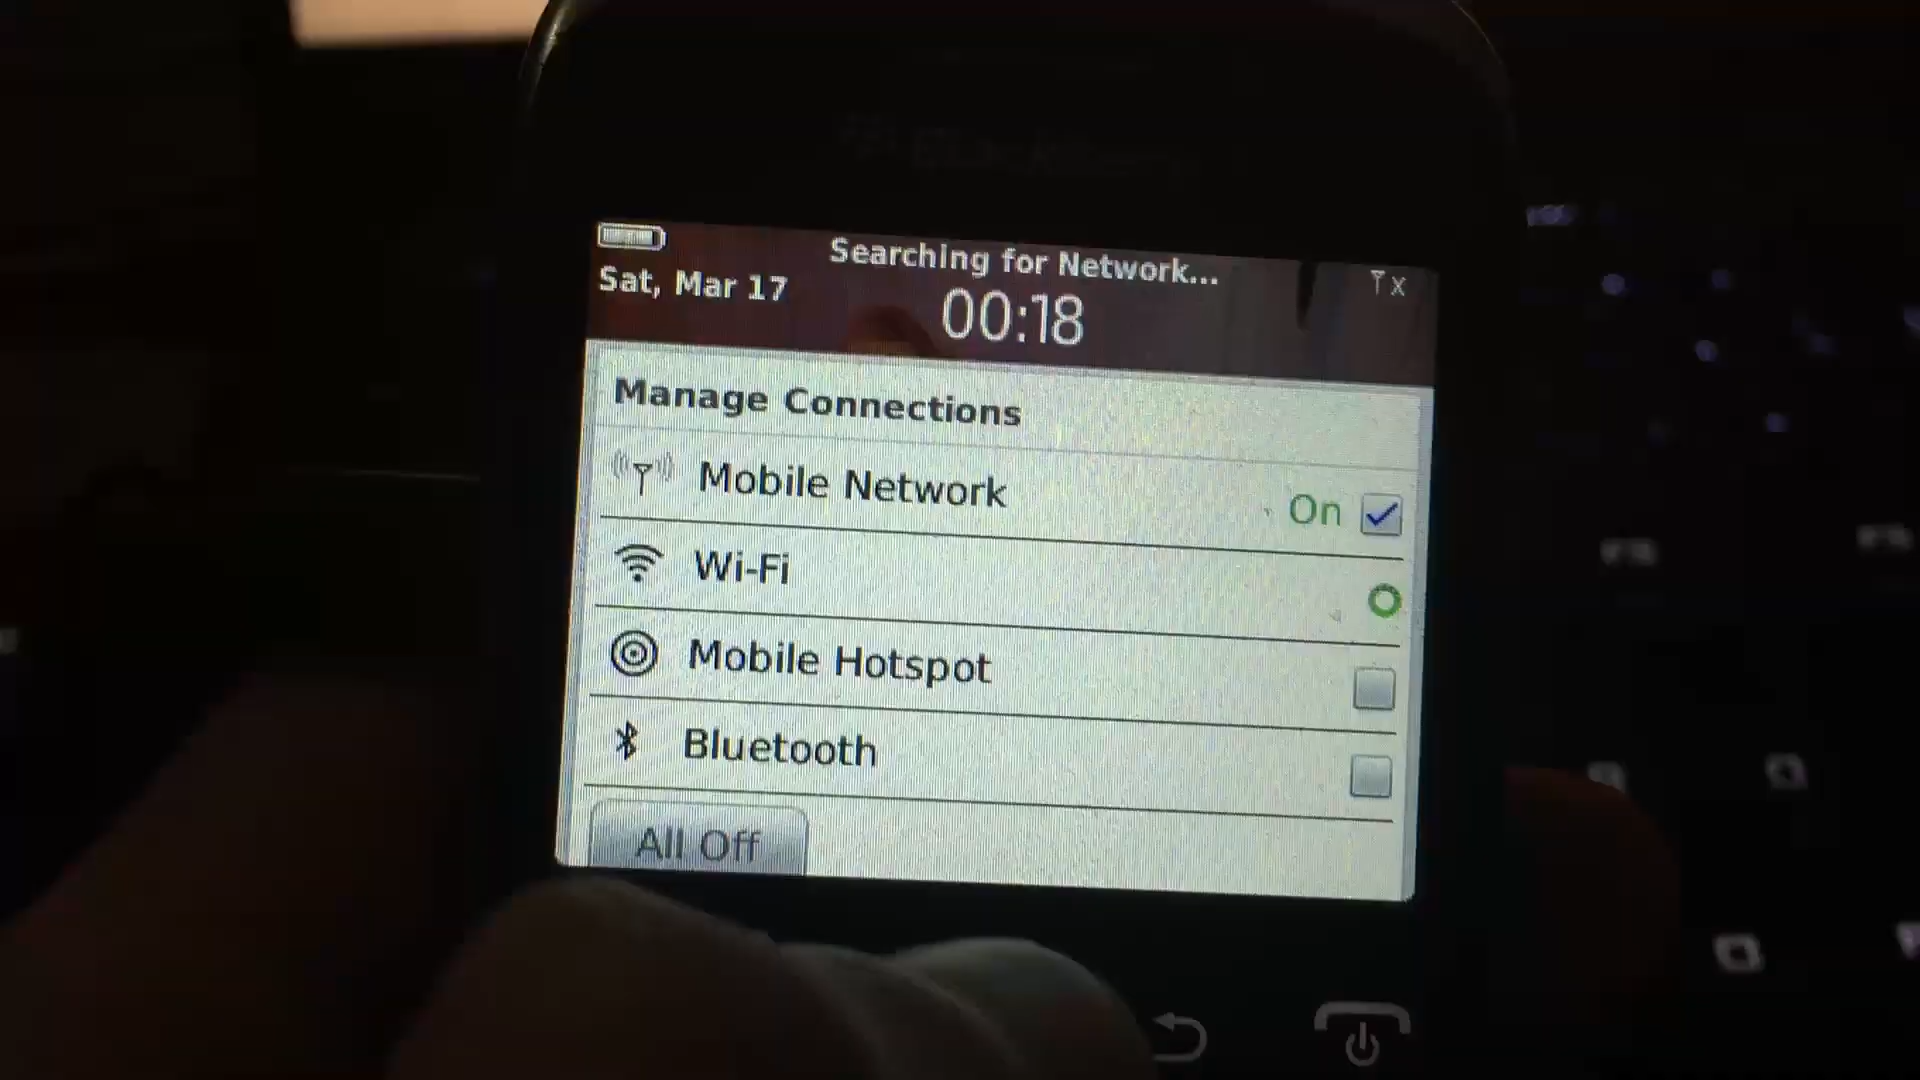 Searching for Network...
Sat, Mar 17
00:18
Manage Connections
Mobile Network On
Wi-Fi
Mobile Hotspot
Bluetooth
All Off